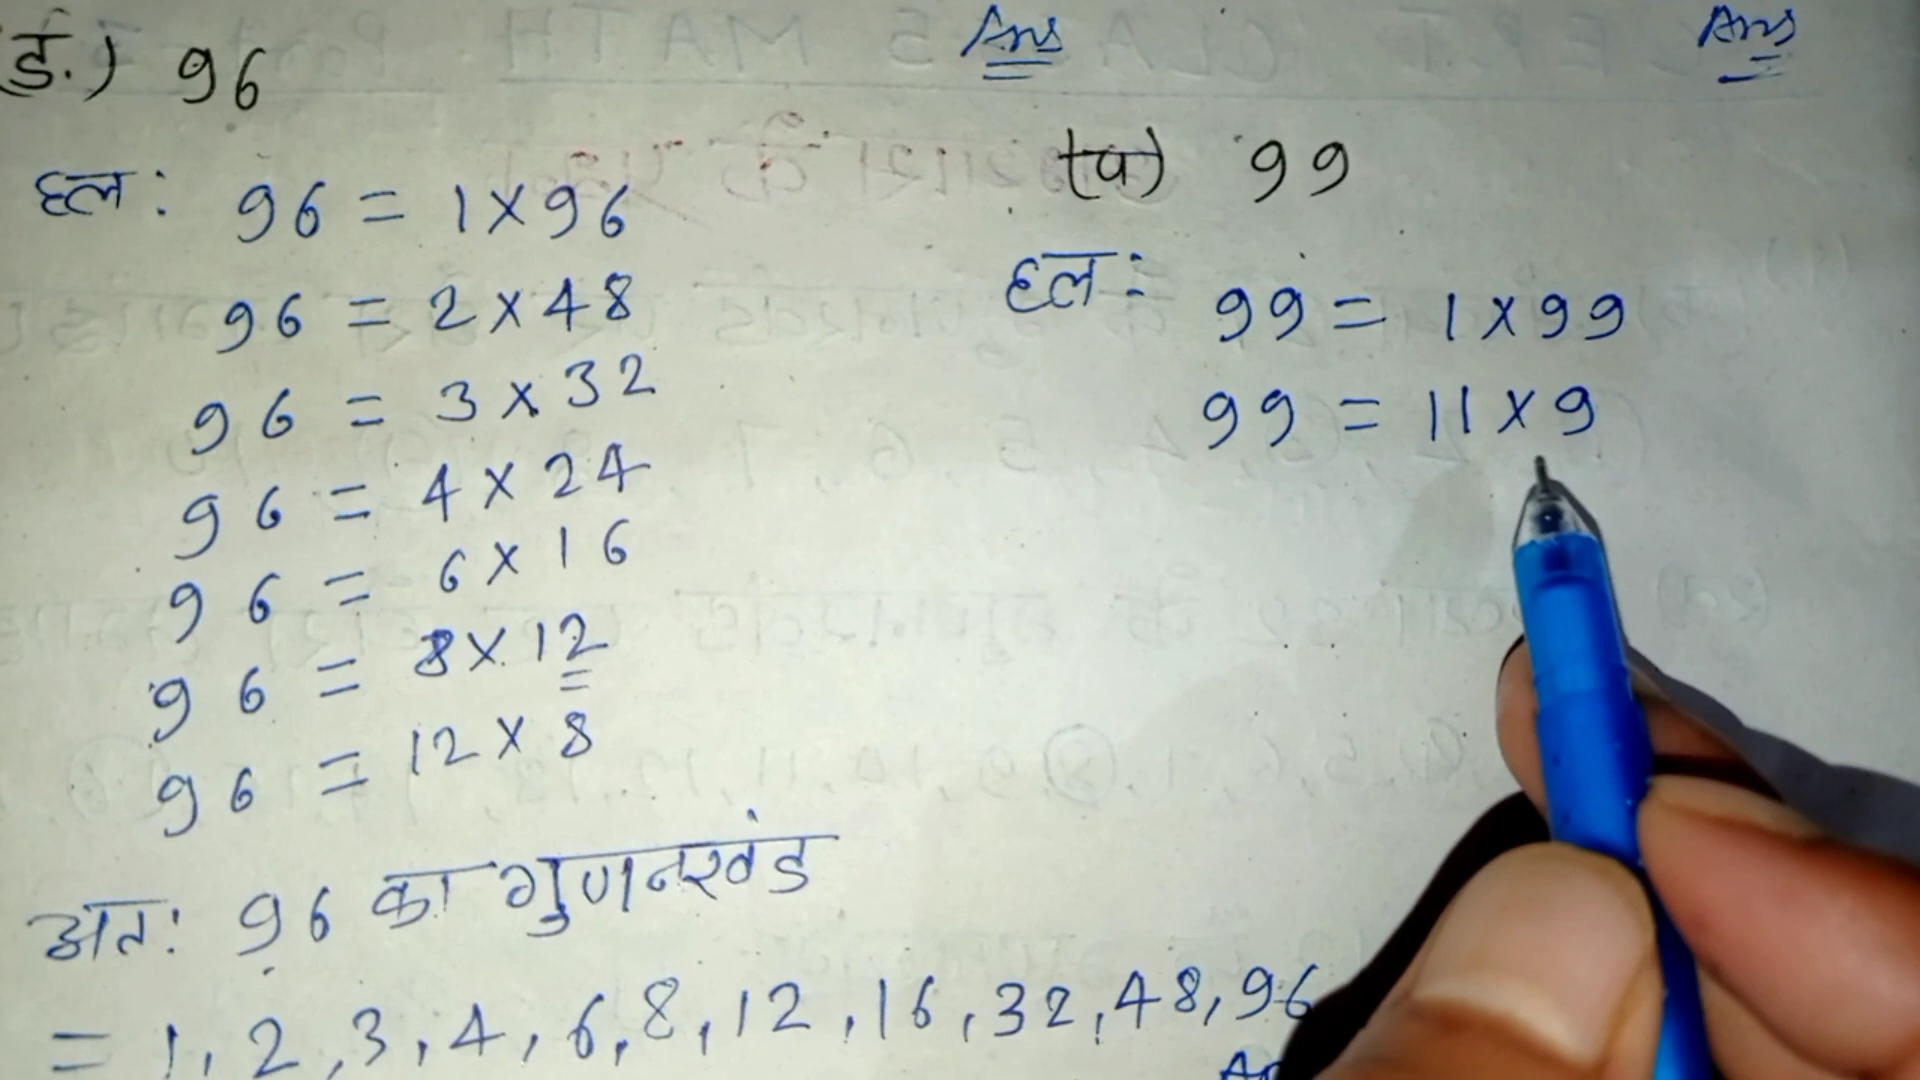 (ड.) 96
हल: 96 = 1 × 96
96 = 2 × 48
96 = 3 × 32
96 = 4 × 24
96 = 6 × 16
96 = 8 × 12
96 = 12 × 8
अत: 96 का गुणनखंड
= 1, 2, 3, 4, 6, 8, 12, 16, 32, 48, 96
Ans
Ans
(च) 99
हल: 99 = 1 × 99
99 = 11 × 9